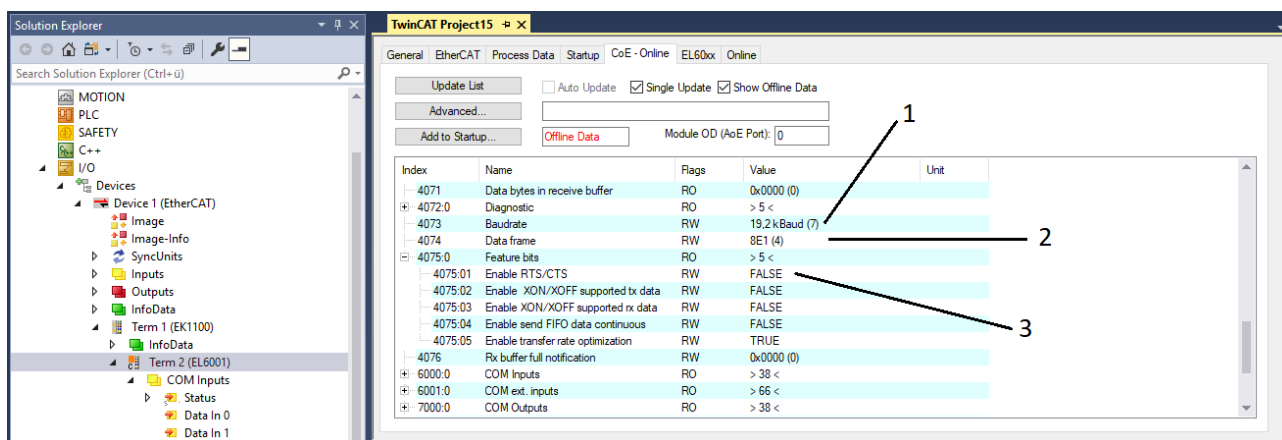 Solution Explorer
Search Solution Explorer (Ctrl+ü)
MOTION
PLC
SAFETY
C++
I/O
Devices
Device 1 (EtherCAT)
Image
Image-Info
SyncUnits
Inputs
Outputs
InfoData
Term 1 (EK1100)
InfoData
Term 2 (EL6001)
COM Inputs
Status
Data In 0
Data In 1
TwinCAT Project15
General EtherCAT Process Data Startup CoE - Online EL60xx Online
Update List Auto Update Single Update Show Offline Data
Advanced...
Add to Startup... Offline Data Module OD (AoE Port): 0
1
Index Name Flags Value Unit
4071 Data bytes in receive buffer RO 0x0000 (0)
4072:0 Diagnostic RO > 5 <
4073 Baudrate RW 19,2 kBaud (7)
4074 Data frame RW 8E1 (4) 2
4075:0 Feature bits RO > 5 <
4075:01 Enable RTS/CTS RW FALSE
4075:02 Enable XON/XOFF supported tx data RW FALSE
4075:03 Enable XON/XOFF supported rx data RW FALSE
4075:04 Enable send FIFO data continuous RW FALSE 3
4075:05 Enable transfer rate optimization RW TRUE
4076 Rx buffer full notification RW 0x0000 (0)
6000:0 COM Inputs RO > 38 <
6001:0 COM ext. inputs RO > 66 <
7000:0 COM Outputs RO > 38 <